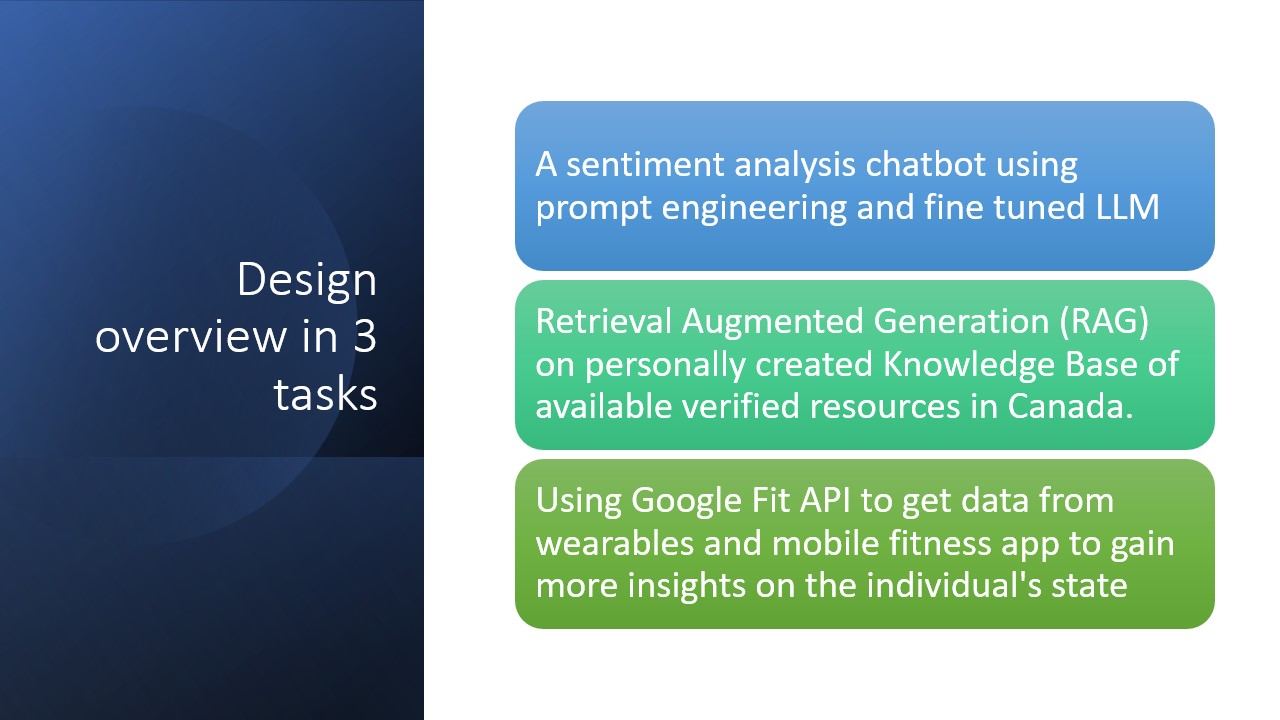 Design
overview in 3
tasks
A sentiment analysis chatbot using
prompt engineering and fine tuned LLM
Retrieval Augmented Generation (RAG)
on personally created Knowledge Base of
available verified resources in Canada.
Using Google Fit API to get data from
wearables and mobile fitness app to gain
more insights on the individual's state